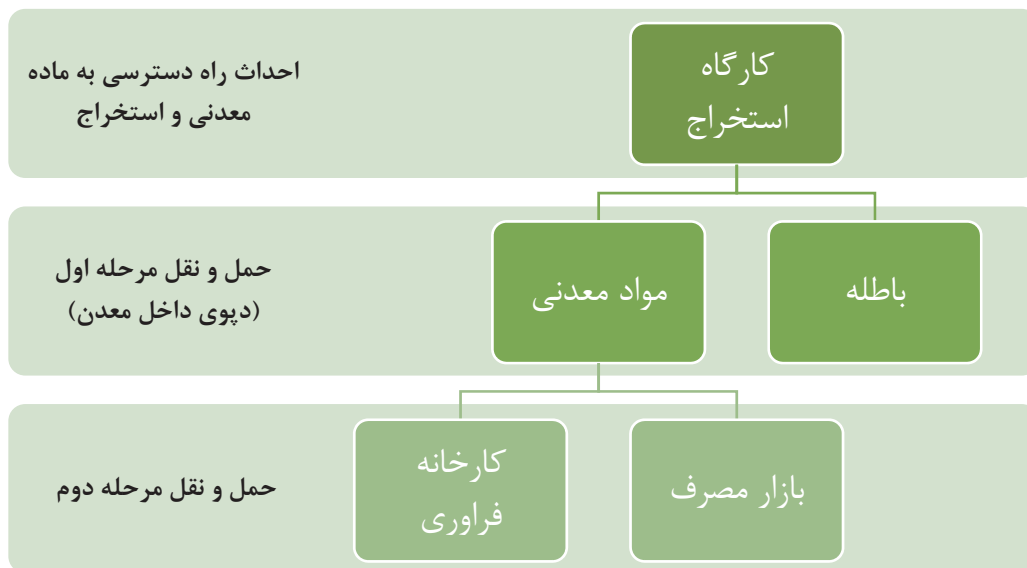 کارگاه
استخراج
احداث راه دسترسی به ماده
معدنی و استخراج
باطله
مواد معدنی
حمل و نقل مرحله اول
(دپوی داخل معدن)
بازار مصرف
کارخانه
فراوری
حمل و نقل مرحله دوم